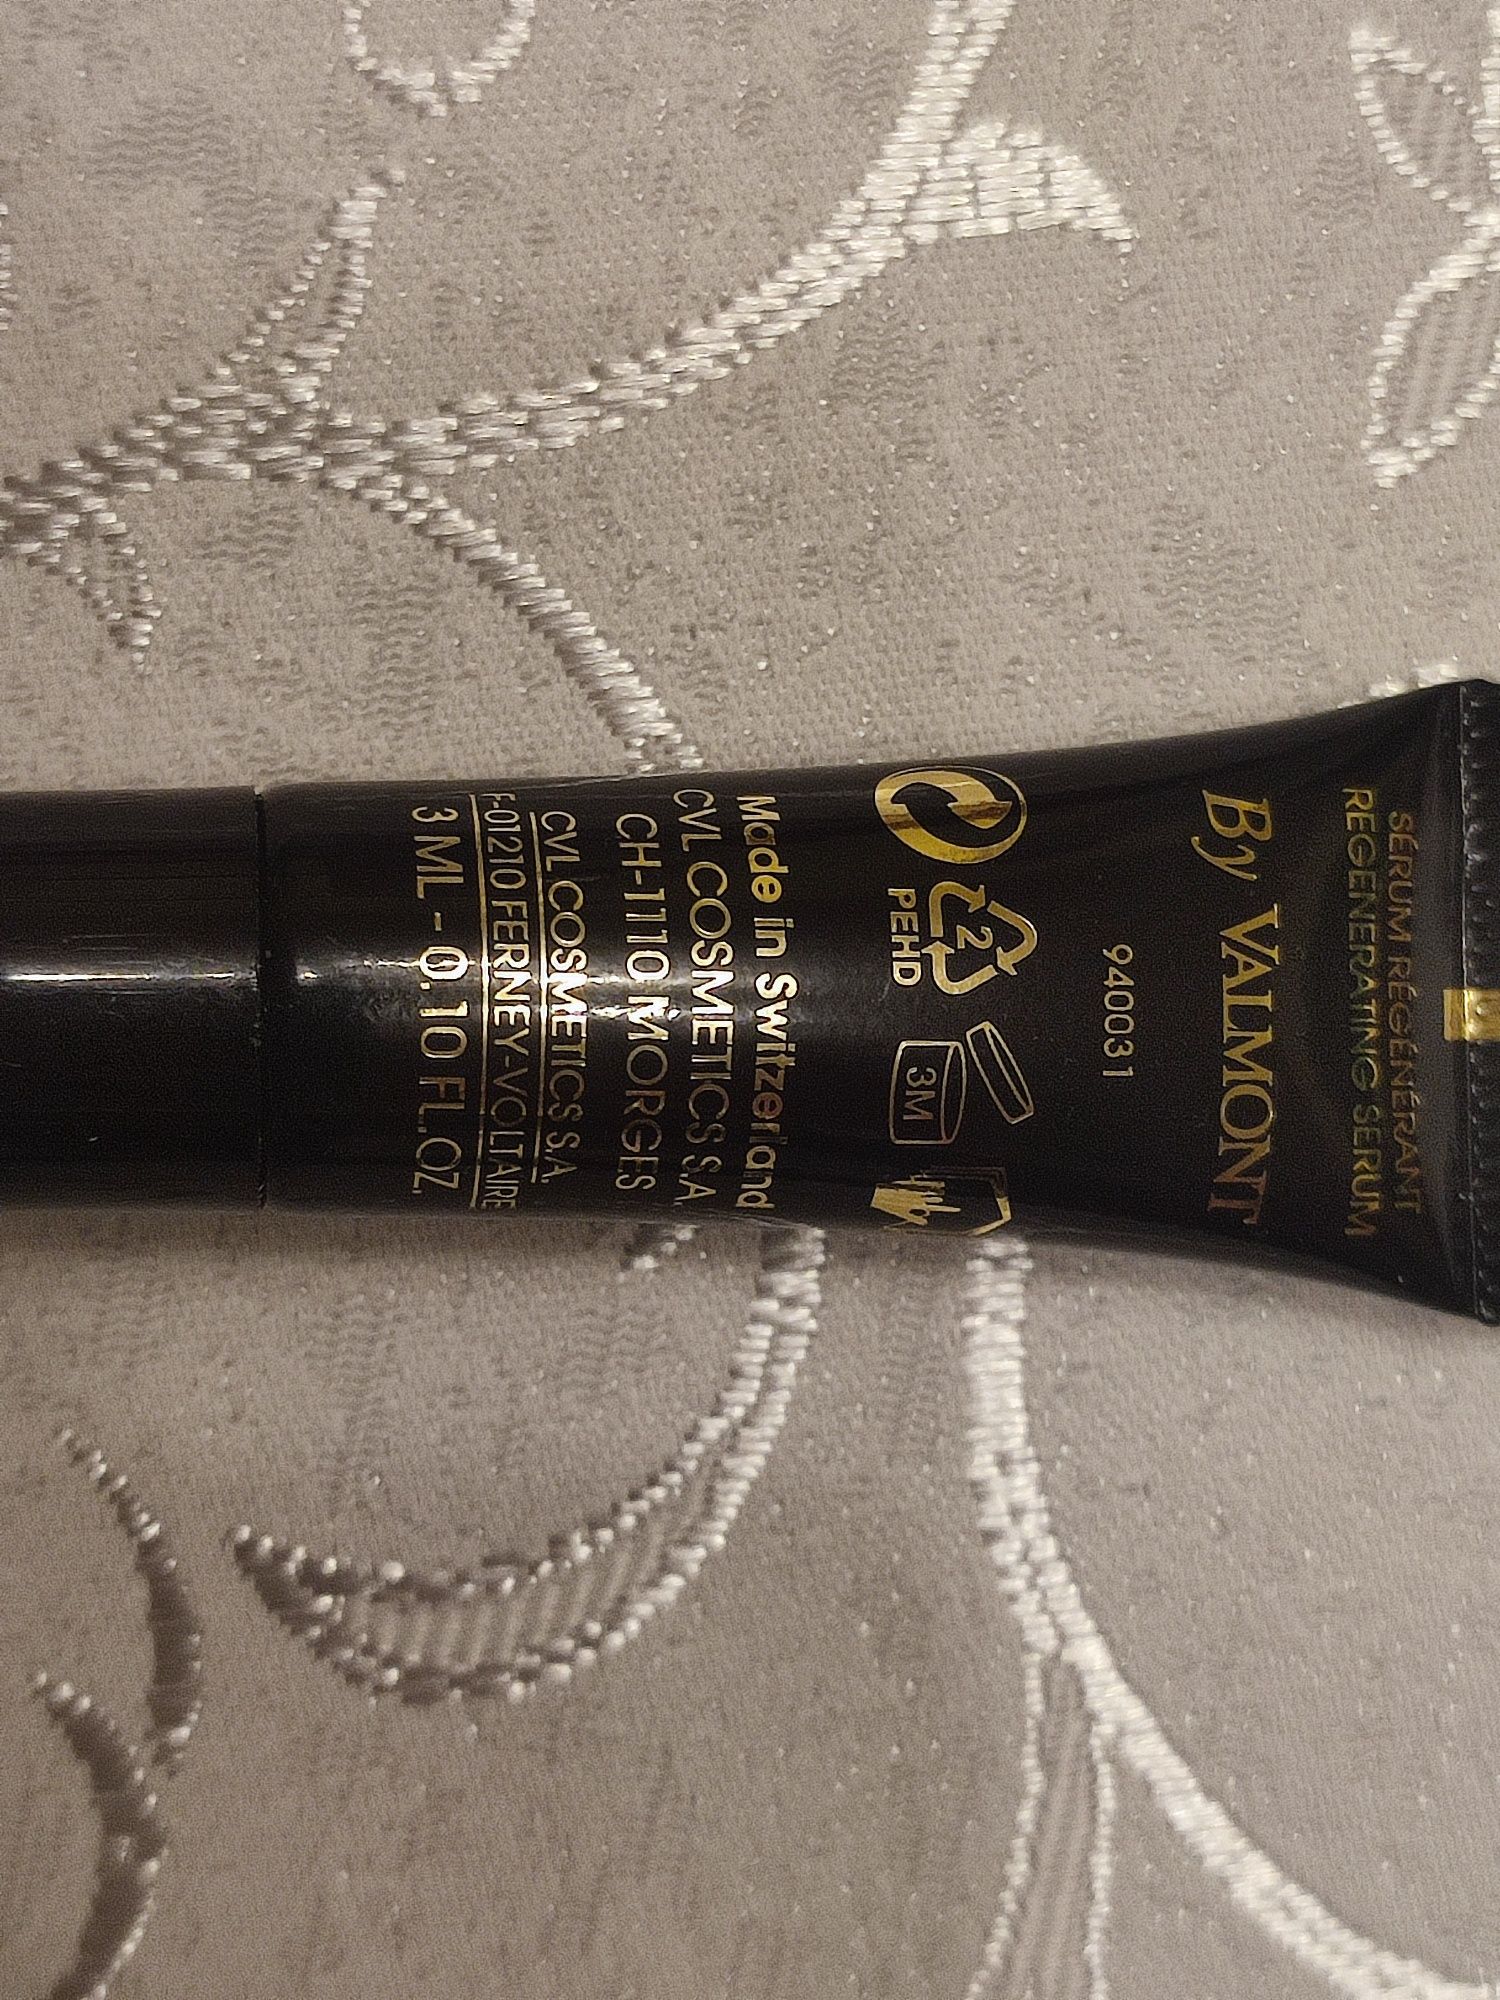 SÉRUM RÉGÉNÉRANT
REGENERATING SERUM
By VALMONT
940031
2
PEHD
3M
Made in Switzerland
CVL COSMETICS S.A.
CH-1110 MORGES
CVL COSMETICS S.A.
F-01210 FERNEY-VOLTAIRE
3 ML - 0.10 FL.OZ.